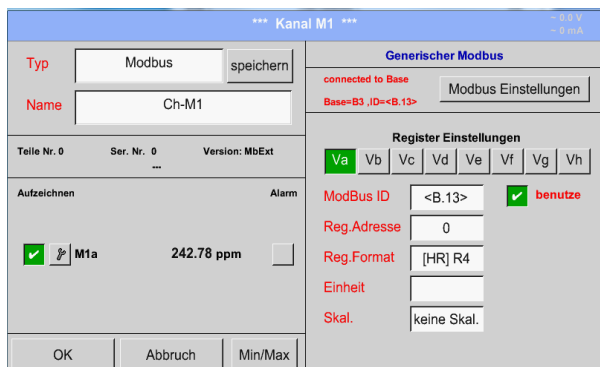 *** Kanal M1 ***
~ 0.0 V
~ 0 mA
Typ
Modbus
speichern
Name
Ch-M1
Teile Nr. 0
Ser. Nr. 0
Version: MbExt
---
Aufzeichnen
Alarm
M1a
242.78 ppm
OK
Abbruch
Min/Max
Generischer Modbus
connected to Base
Base=B3 ,ID=<B.13>
Modbus Einstellungen
Register Einstellungen
Va Vb Vc Vd Ve Vf Vg Vh
ModBus ID
<B.13>
benutze
Reg.Adresse
0
Reg.Format
[HR] R4
Einheit
Skal.
keine Skal.